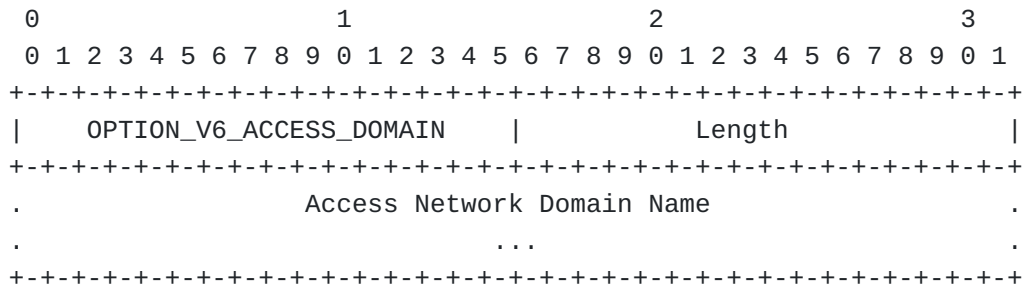 0                   1                   2                   3
 0 1 2 3 4 5 6 7 8 9 0 1 2 3 4 5 6 7 8 9 0 1 2 3 4 5 6 7 8 9 0 1
+-+-+-+-+-+-+-+-+-+-+-+-+-+-+-+-+-+-+-+-+-+-+-+-+-+-+-+-+-+-+-+-+
|    OPTION_V6_ACCESS_DOMAIN    |           Length              |
+-+-+-+-+-+-+-+-+-+-+-+-+-+-+-+-+-+-+-+-+-+-+-+-+-+-+-+-+-+-+-+-+
.                  Access Network Domain Name                   .
.                              ...                              .
+-+-+-+-+-+-+-+-+-+-+-+-+-+-+-+-+-+-+-+-+-+-+-+-+-+-+-+-+-+-+-+-+